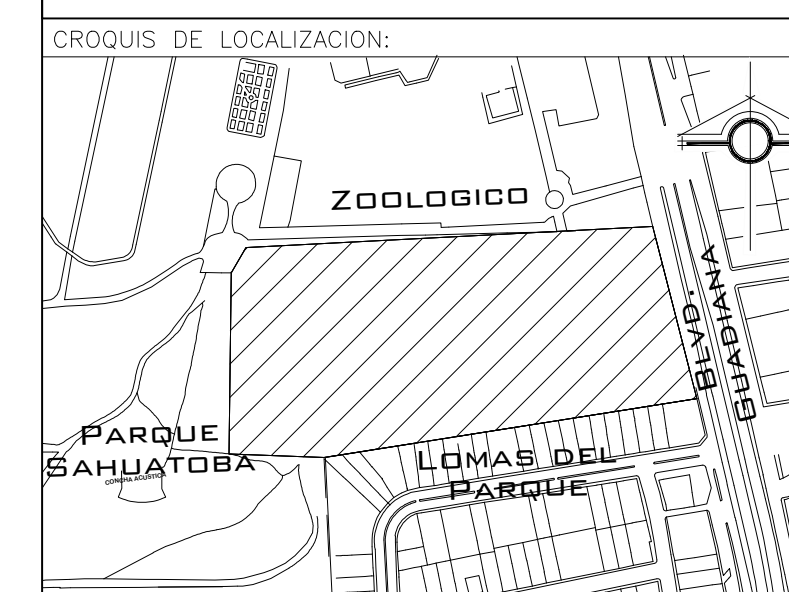 CROQUIS DE LOCALIZACION:
ZOOLOGICO
BLVD.
GUADIANA
PARQUE
SAHUATOBA
CONCHA ACUSTICA
LOMAS DEL
PARQUE